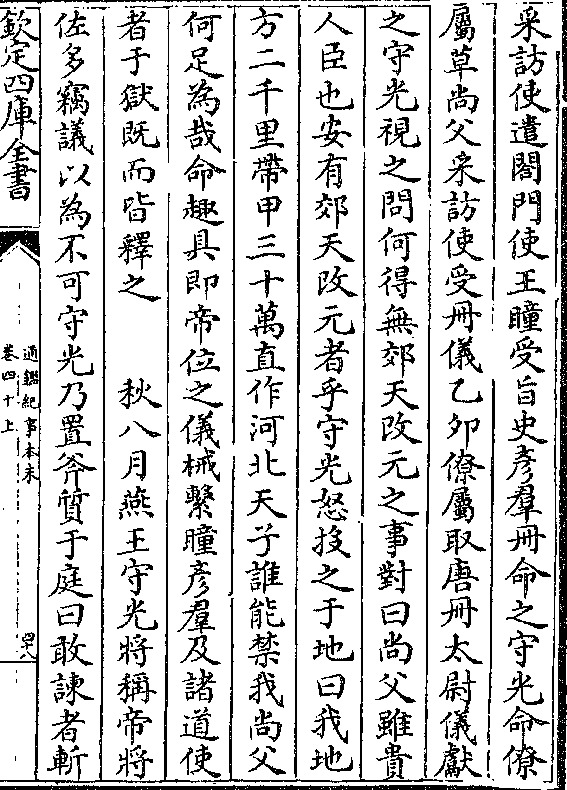 采訪使遣閤門使王瞳受旨史彦羣冊命之守光命僚
屬草尚父采訪使受冊儀乙夘僚屬取唐冊太尉儀獻
之守光視之問何得無郊天改元之事對曰尚父雖貴
人臣也安有郊天改元者乎守光怒投之于地曰我地
方二千里帶甲三十萬直作河北天子誰能禁我尚父
何足為哉命趣具即帝位之儀械繫瞳彦羣及諸道使
者于獄既而皆釋之　　秋八月燕王守光將稱帝將
佐多竊議以為不可守光乃置斧質于庭曰敢諫者斬
欽定四庫全書
通鑑紀事本末
卷四十上
四八